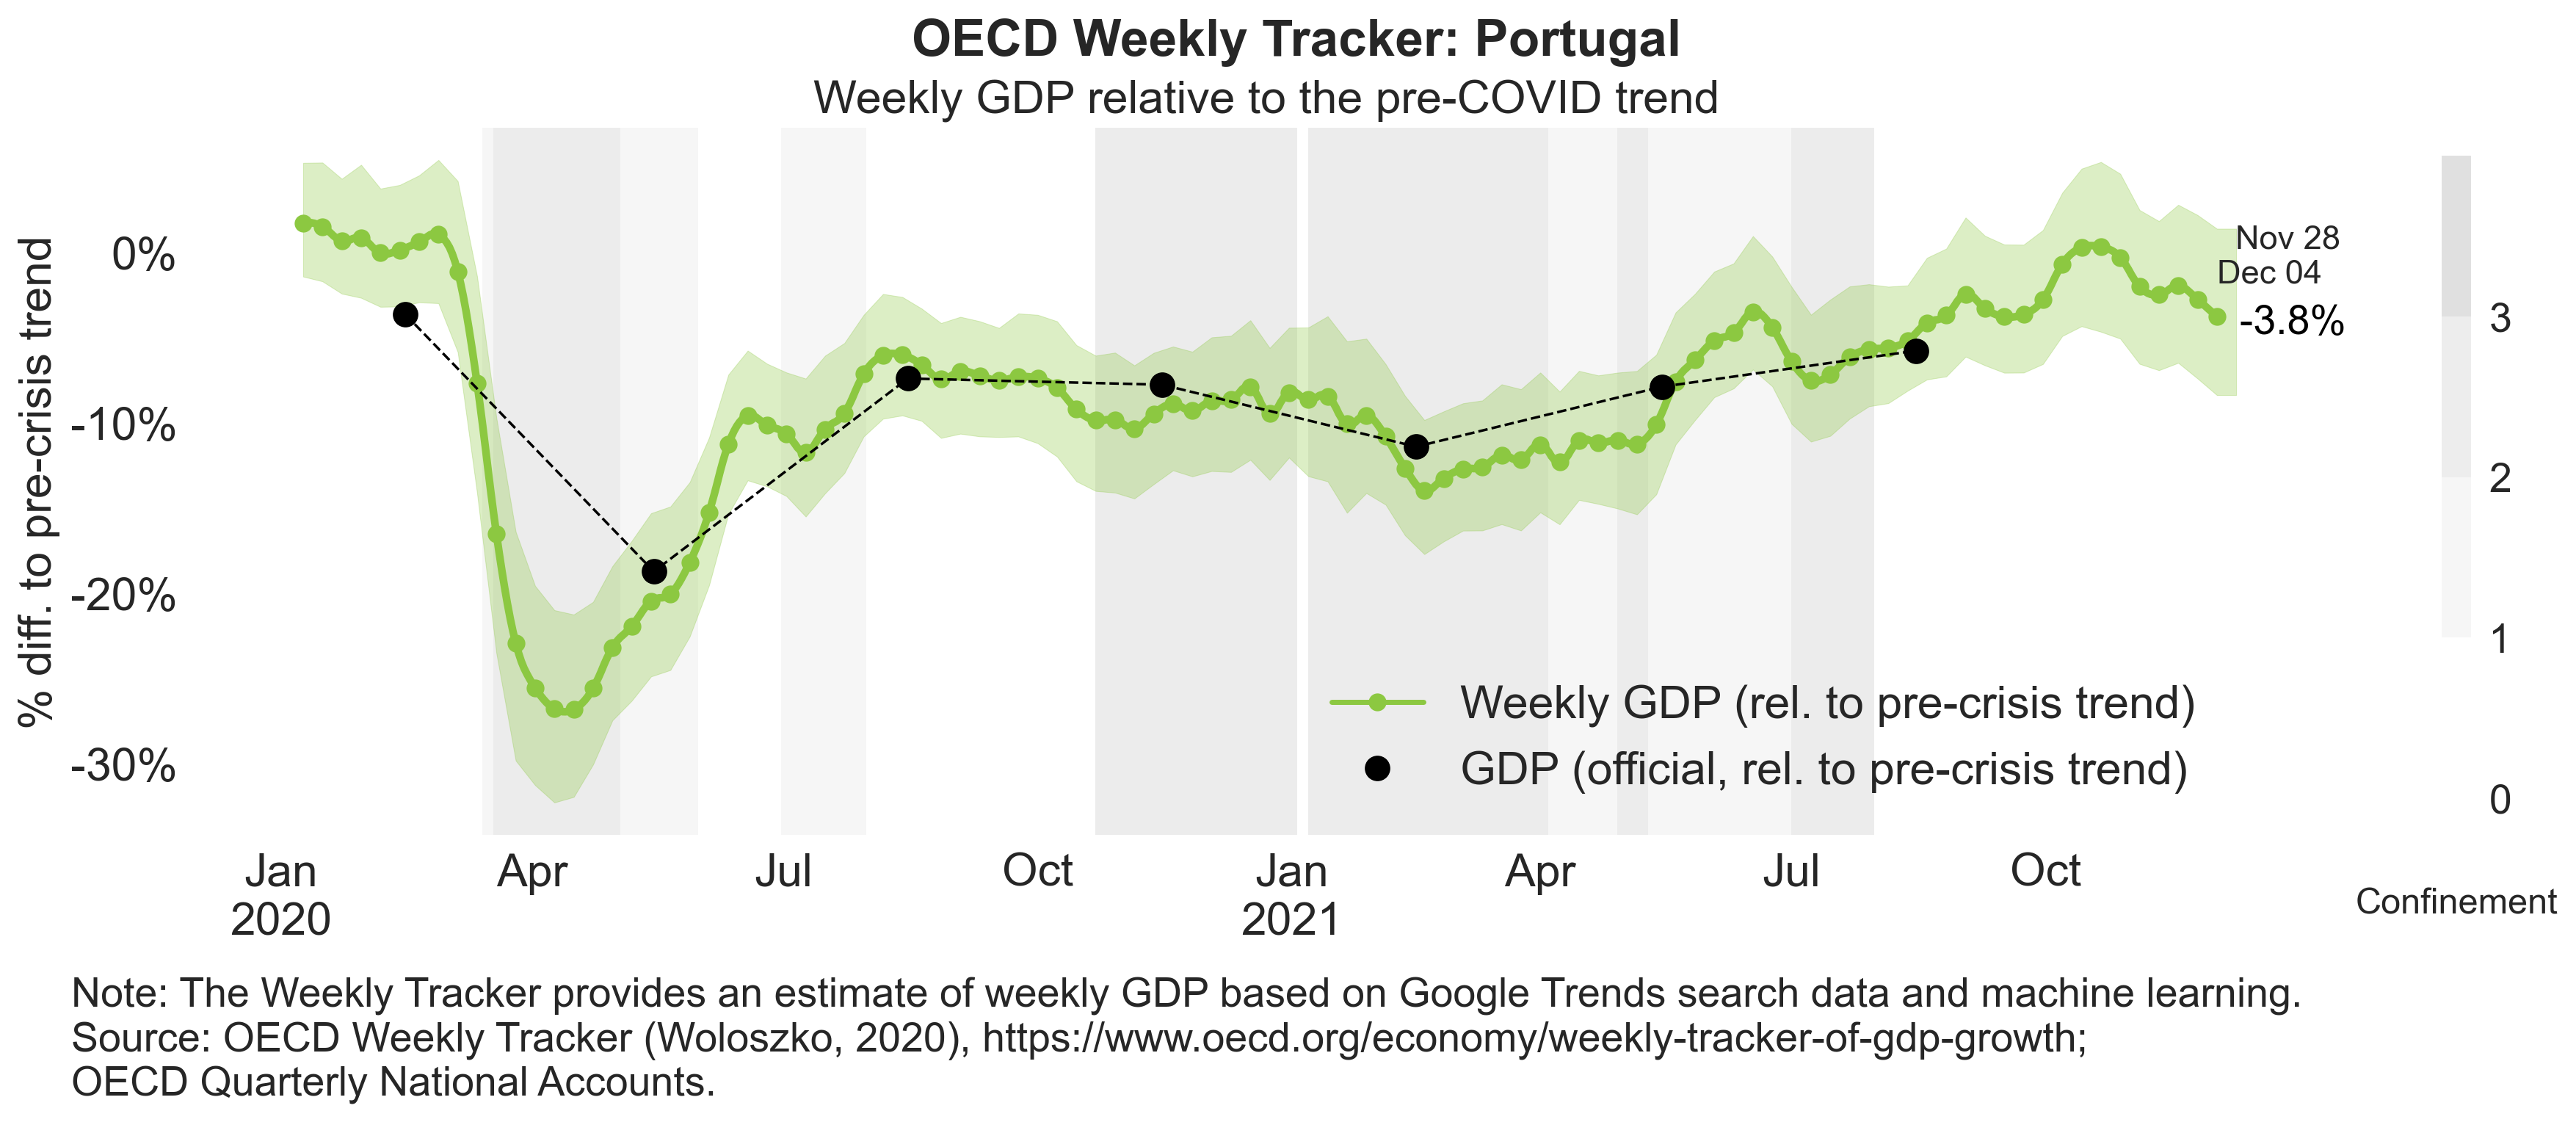 OECD Weekly Tracker: Portugal
Weekly GDP relative to the pre-COVID trend
% diff. to pre-crisis trend
0%
-10%
-20%
-30%
Nov 28
Dec 04
-3.8%
3
2
1
0
Weekly GDP (rel. to pre-crisis trend)
GDP (official, rel. to pre-crisis trend)
Jan Apr Jul Oct Jan Apr Jul Oct
2020 2021
Confinement
Note: The Weekly Tracker provides an estimate of weekly GDP based on Google Trends search data and machine learning.
Source: OECD Weekly Tracker (Woloszko, 2020), https://www.oecd.org/economy/weekly-tracker-of-gdp-growth;
OECD Quarterly National Accounts.